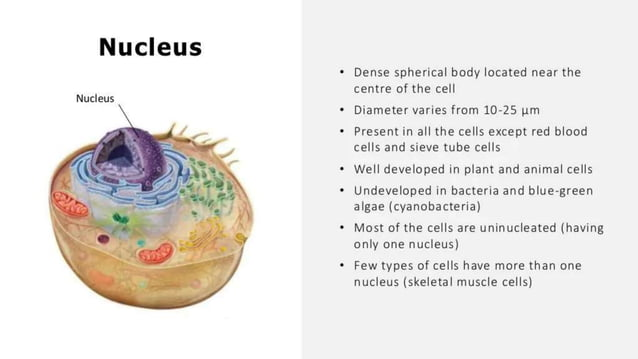 Nucleus
Nucleus
• Dense spherical body located near the
centre of the cell
• Diameter varies from 10-25 µm
• Present in all the cells except red blood
cells and sieve tube cells
• Well developed in plant and animal cells
• Undeveloped in bacteria and blue-green
algae (cyanobacteria)
• Most of the cells are uninucleated (having
only one nucleus)
• Few types of cells have more than one
nucleus (skeletal muscle cells)